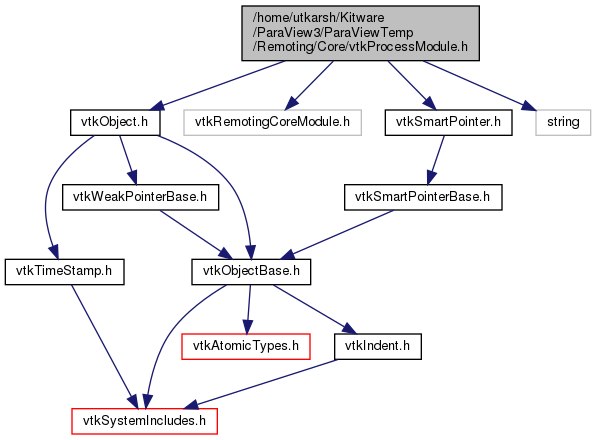 /home/utkarsh/Kitware
/ParaView3/ParaViewTemp
/Remoting/Core/vtkProcessModule.h
vtkObject.h
vtkRemotingCoreModule.h
vtkSmartPointer.h
string
vtkWeakPointerBase.h
vtkSmartPointerBase.h
vtkTimeStamp.h
vtkObjectBase.h
vtkAtomicTypes.h
vtkIndent.h
vtkSystemIncludes.h